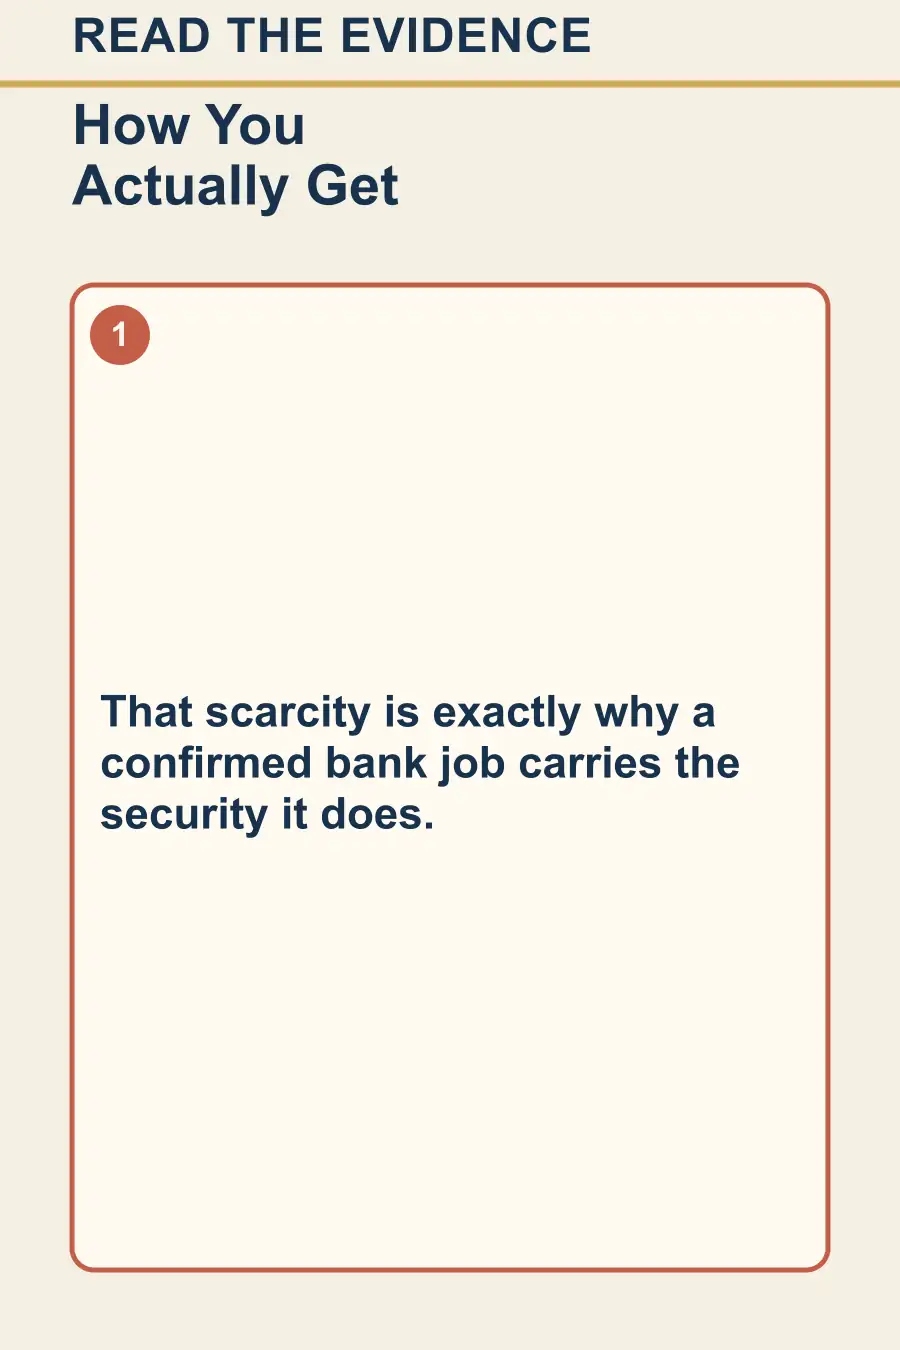 READ THE EVIDENCE
How You
Actually Get
1
That scarcity is exactly why a
confirmed bank job carries the
security it does.